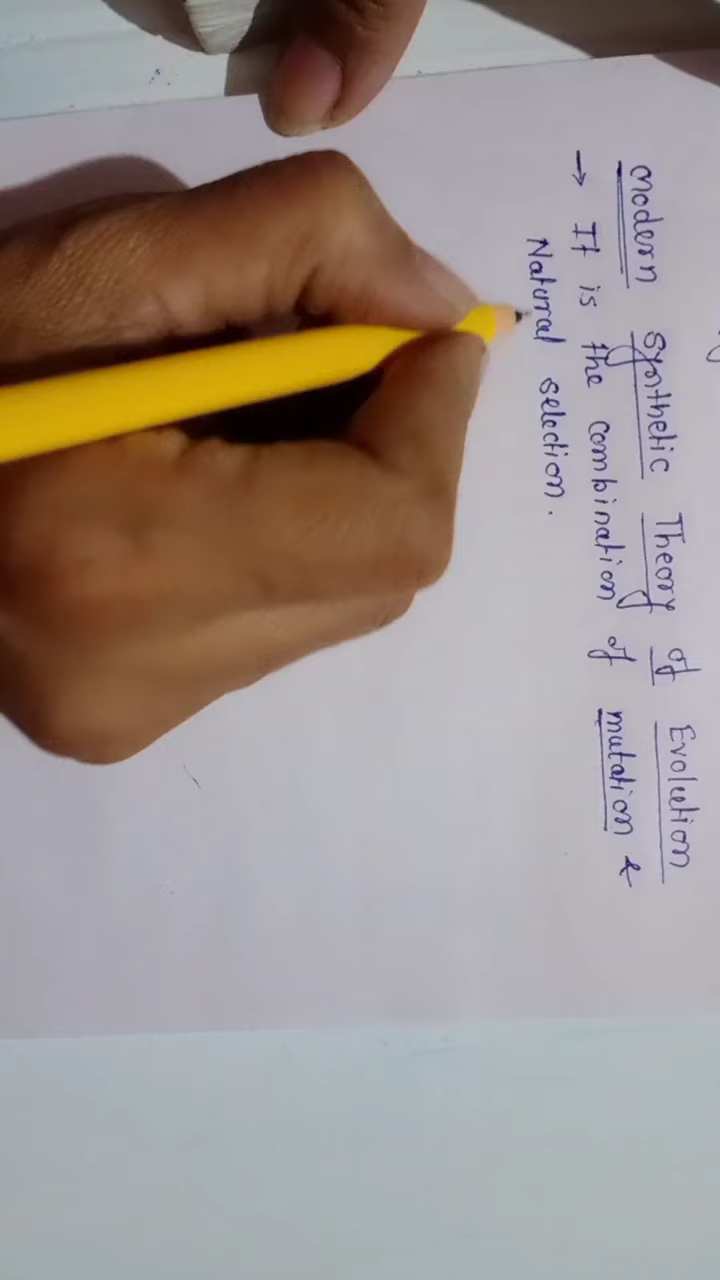 Modern Synthetic Theory of Evolution
→ It is the combination of mutation &
Natural selection.